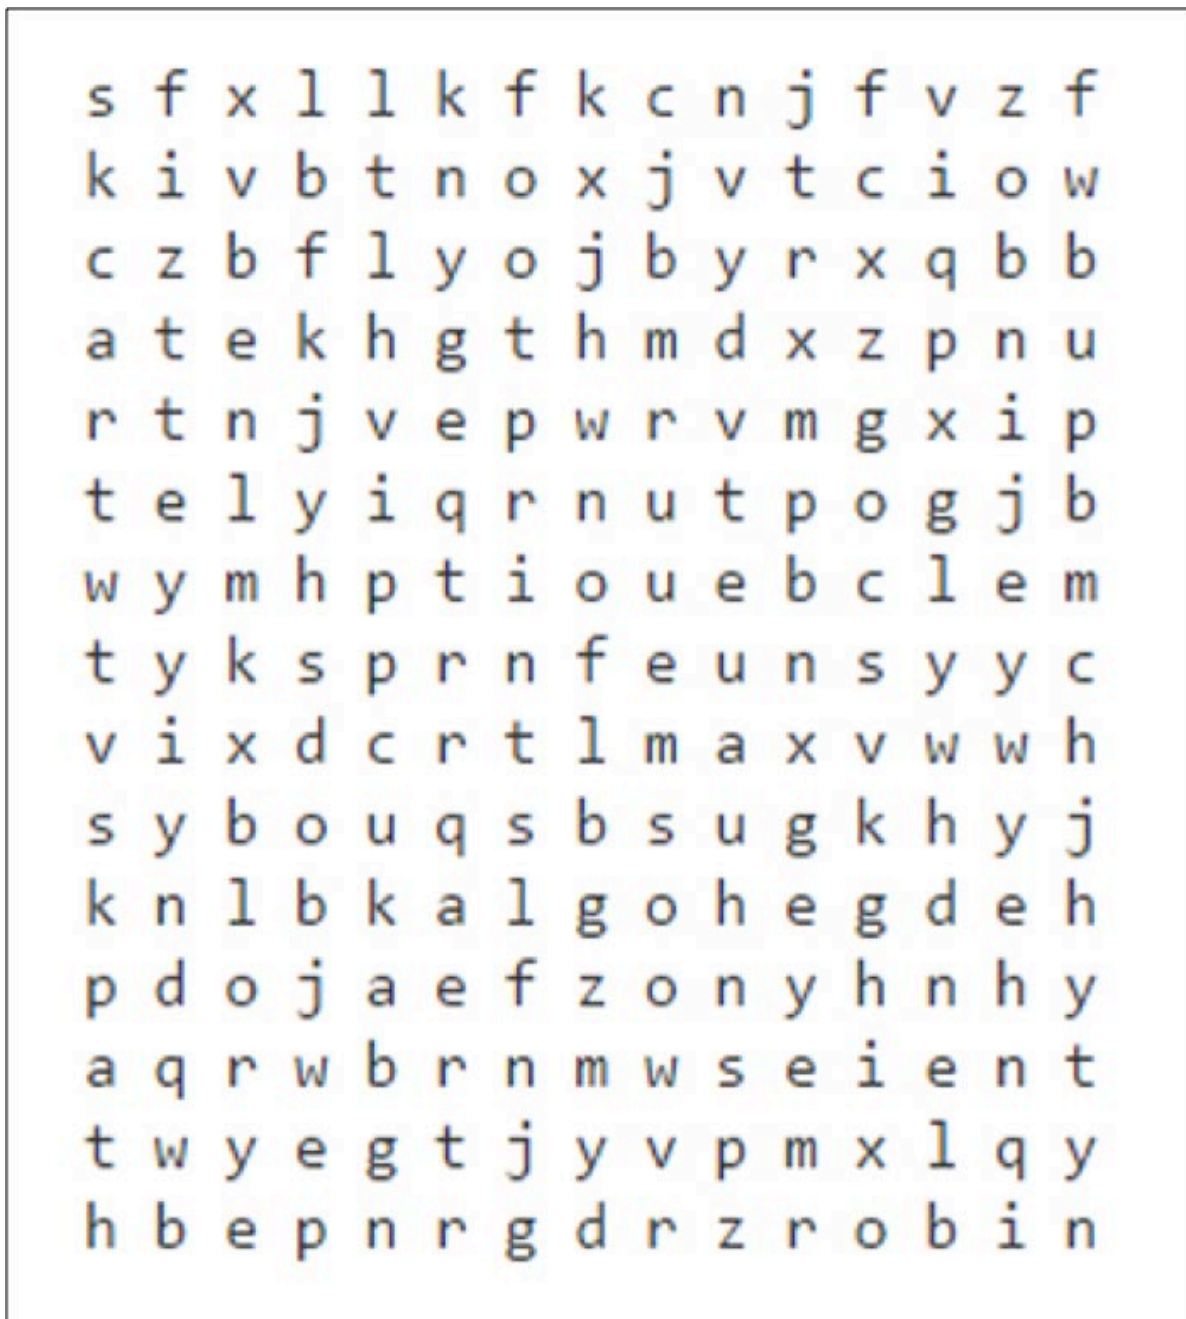 s f x l l k f k c n j f v z f
k i v b t n o x j v t c i o w
c z b f l y o j b y r x q b b
a t e k h g t h m d x z p n u
r t n j v e p w r v m g x i p
t e l y i q r n u t p o g j b
w y m h p t i o u e b c l e m
t y k s p r n f e u n s y y c
v i x d c r t l m a x v w w h
s y b o u q s b s u g k h y j
k n l b k a l g o h e g d e h
p d o j a e f z o n y h n h y
a q r w b r n m w s e i e n t
t w y e g t j y v p m x l q y
h b e p n r g d r z r o b i n